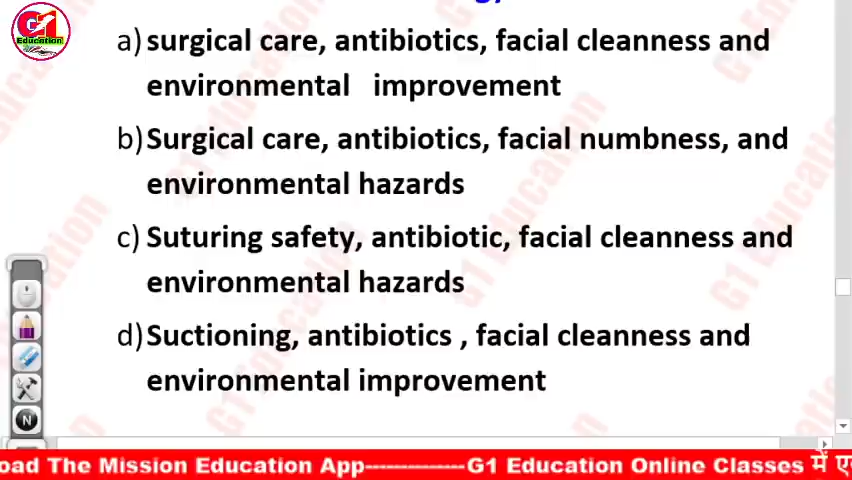 G1
Education
a) surgical care, antibiotics, facial cleanness and
environmental improvement
b) Surgical care, antibiotics, facial numbness, and
environmental hazards
c) Suturing safety, antibiotic, facial cleanness and
environmental hazards
d) Suctioning, antibiotics , facial cleanness and
environmental improvement
N
oad The Mission Education App--------------G1 Education Online Classes में ए